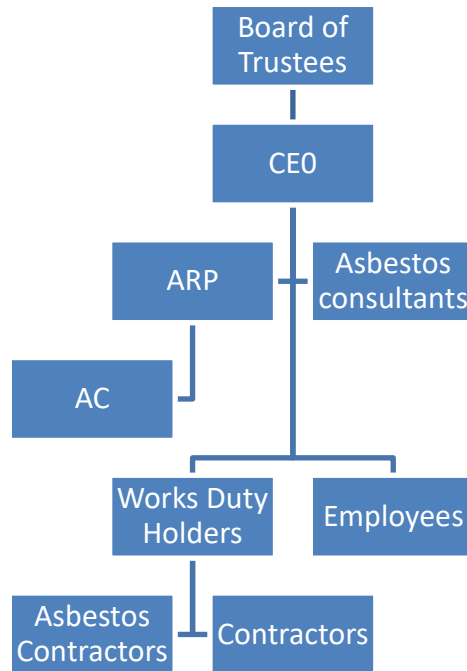 Board of
Trustees
CE0
ARP
Asbestos
consultants
AC
Works Duty
Holders
Employees
Asbestos
Contractors
Contractors